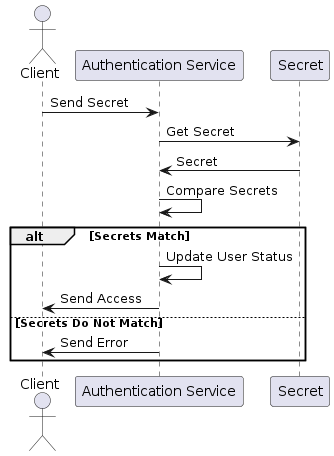 Client
Authentication Service
Secret
Send Secret
Get Secret
Secret
Compare Secrets
alt
[Secrets Match]
Update User Status
Send Access
[Secrets Do Not Match]
Send Error
Client
Authentication Service
Secret